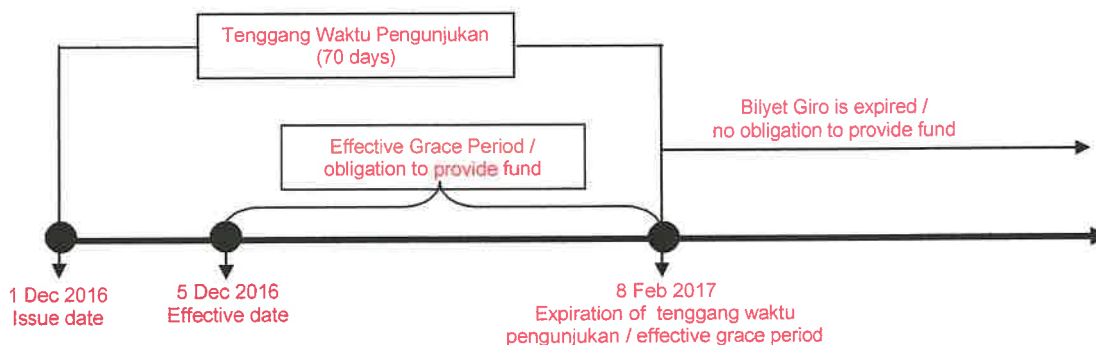 Tenggang Waktu Pengunjukan
(70 days)
Bilyet Giro is expired /
no obligation to provide fund
Effective Grace Period /
obligation to provide fund
1 Dec 2016
Issue date
5 Dec 2016
Effective date
8 Feb 2017
Expiration of tenggang waktu
pengunjukan / effective grace period